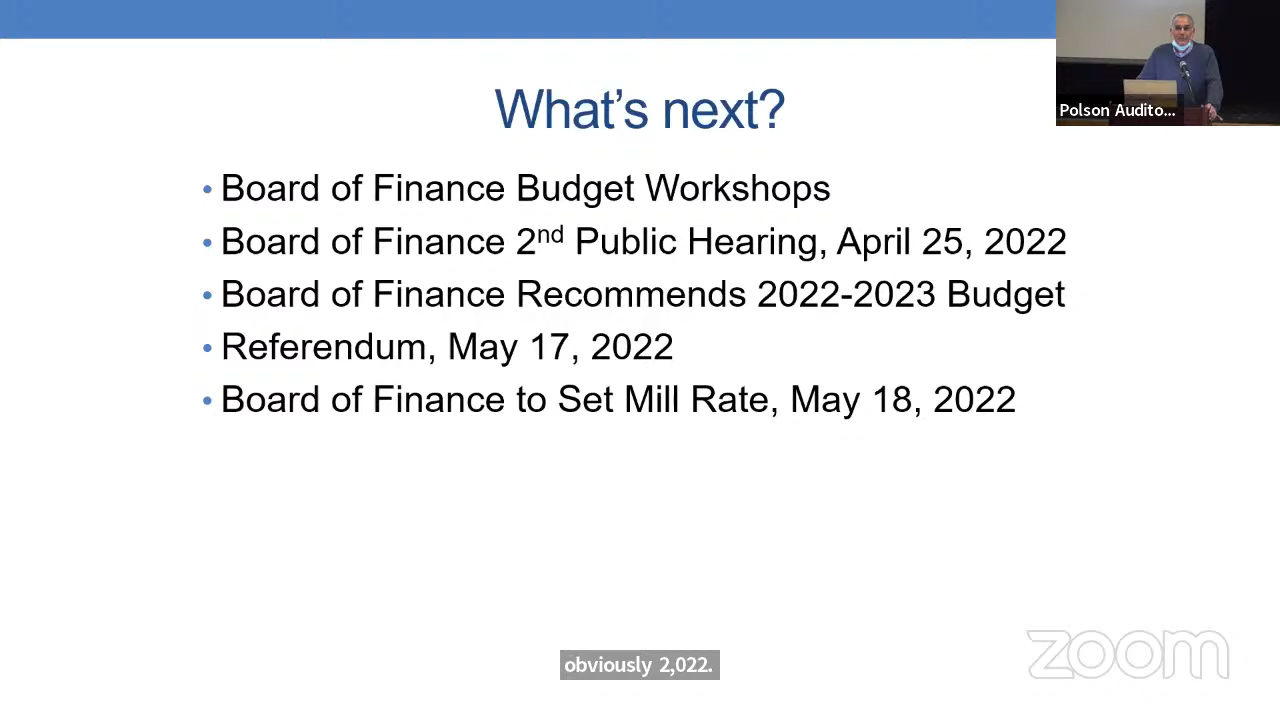 Polson Audito...
What's next?
• Board of Finance Budget Workshops
• Board of Finance 2nd Public Hearing, April 25, 2022
• Board of Finance Recommends 2022-2023 Budget
• Referendum, May 17, 2022
• Board of Finance to Set Mill Rate, May 18, 2022
obviously 2,022.
zoom